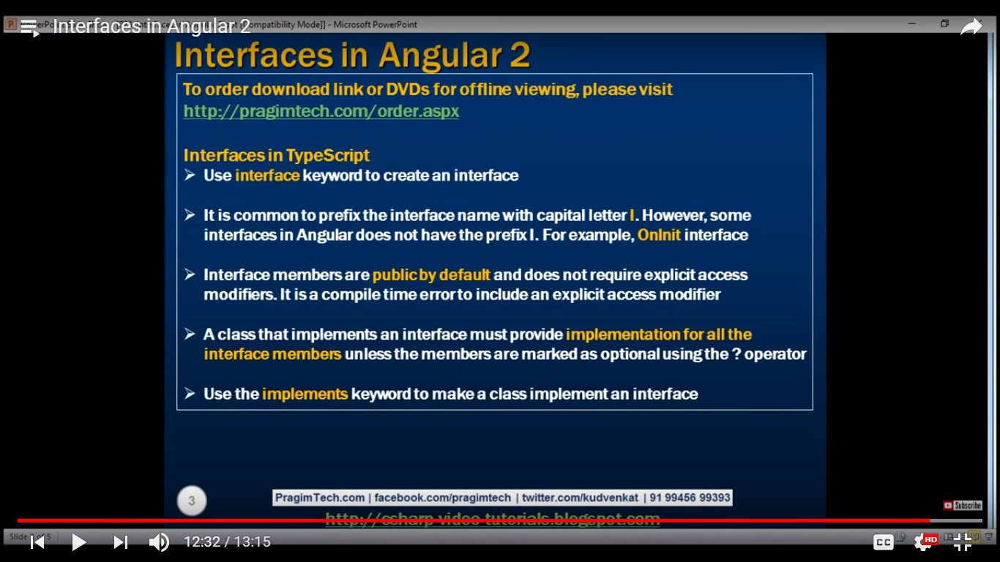 Interfaces in Angular 2
Compatibility Mode]] - Microsoft PowerPoint
Interfaces in Angular 2
To order download link or DVDs for offline viewing, please visit
http://pragimtech.com/order.aspx
Interfaces in TypeScript
Use interface keyword to create an interface
It is common to prefix the interface name with capital letter I. However, some
interfaces in Angular does not have the prefix I. For example, OnInit interface
Interface members are public by default and does not require explicit access
modifiers. It is a compile time error to include an explicit access modifier
A class that implements an interface must provide implementation for all the
interface members unless the members are marked as optional using the ? operator
Use the implements keyword to make a class implement an interface
3
PragimTech.com | facebook.com/pragimtech | twitter.com/kudvenkat | 91 99456 99393
Subscribe
http://csharp-video-tutorials.blogspot.com
Slide of 5
12:32 / 13:15
CC
HD